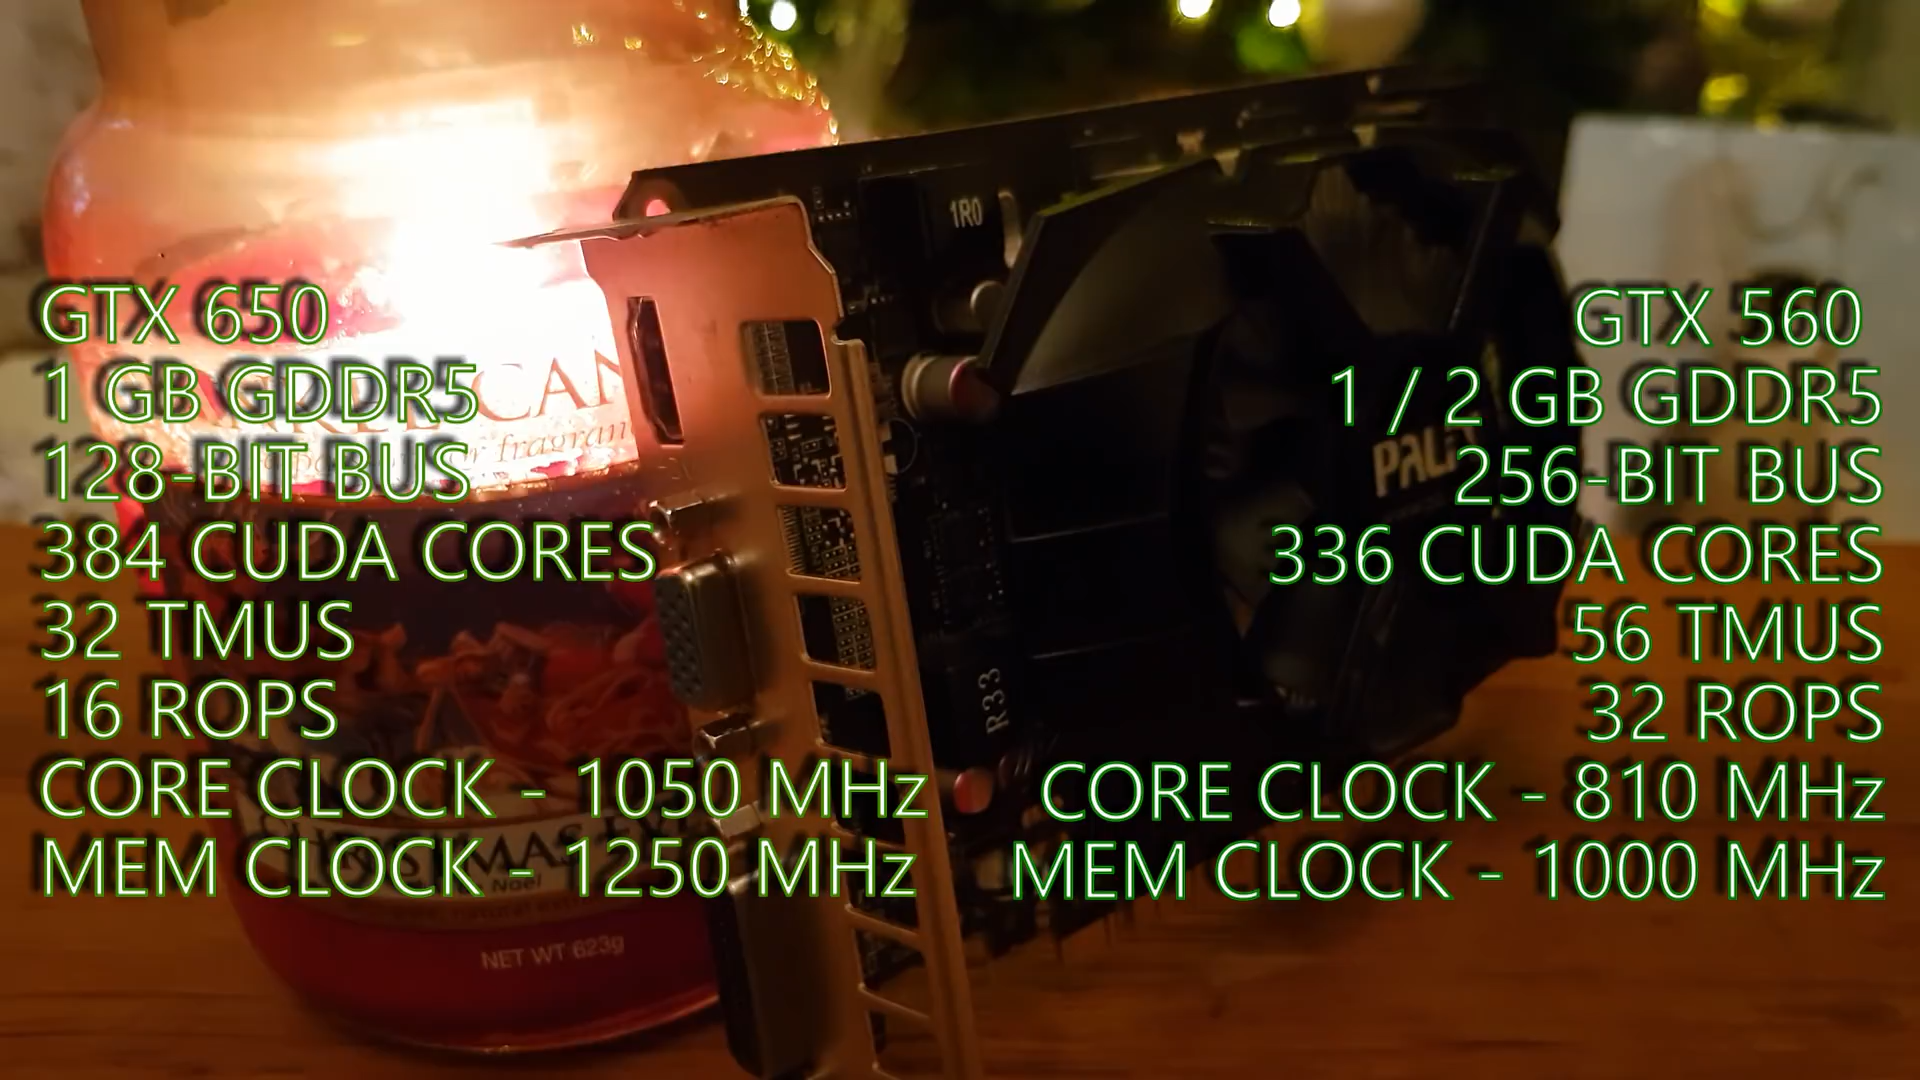 GTX 650
1 GB GDDR5
128-BIT BUS
384 CUDA CORES
32 TMUS
16 ROPS
CORE CLOCK - 1050 MHz
MEM CLOCK - 1250 MHz
GTX 560
1 / 2 GB GDDR5
256-BIT BUS
336 CUDA CORES
56 TMUS
32 ROPS
CORE CLOCK - 810 MHz
MEM CLOCK - 1000 MHz
1R0
R33
NET WT 623g